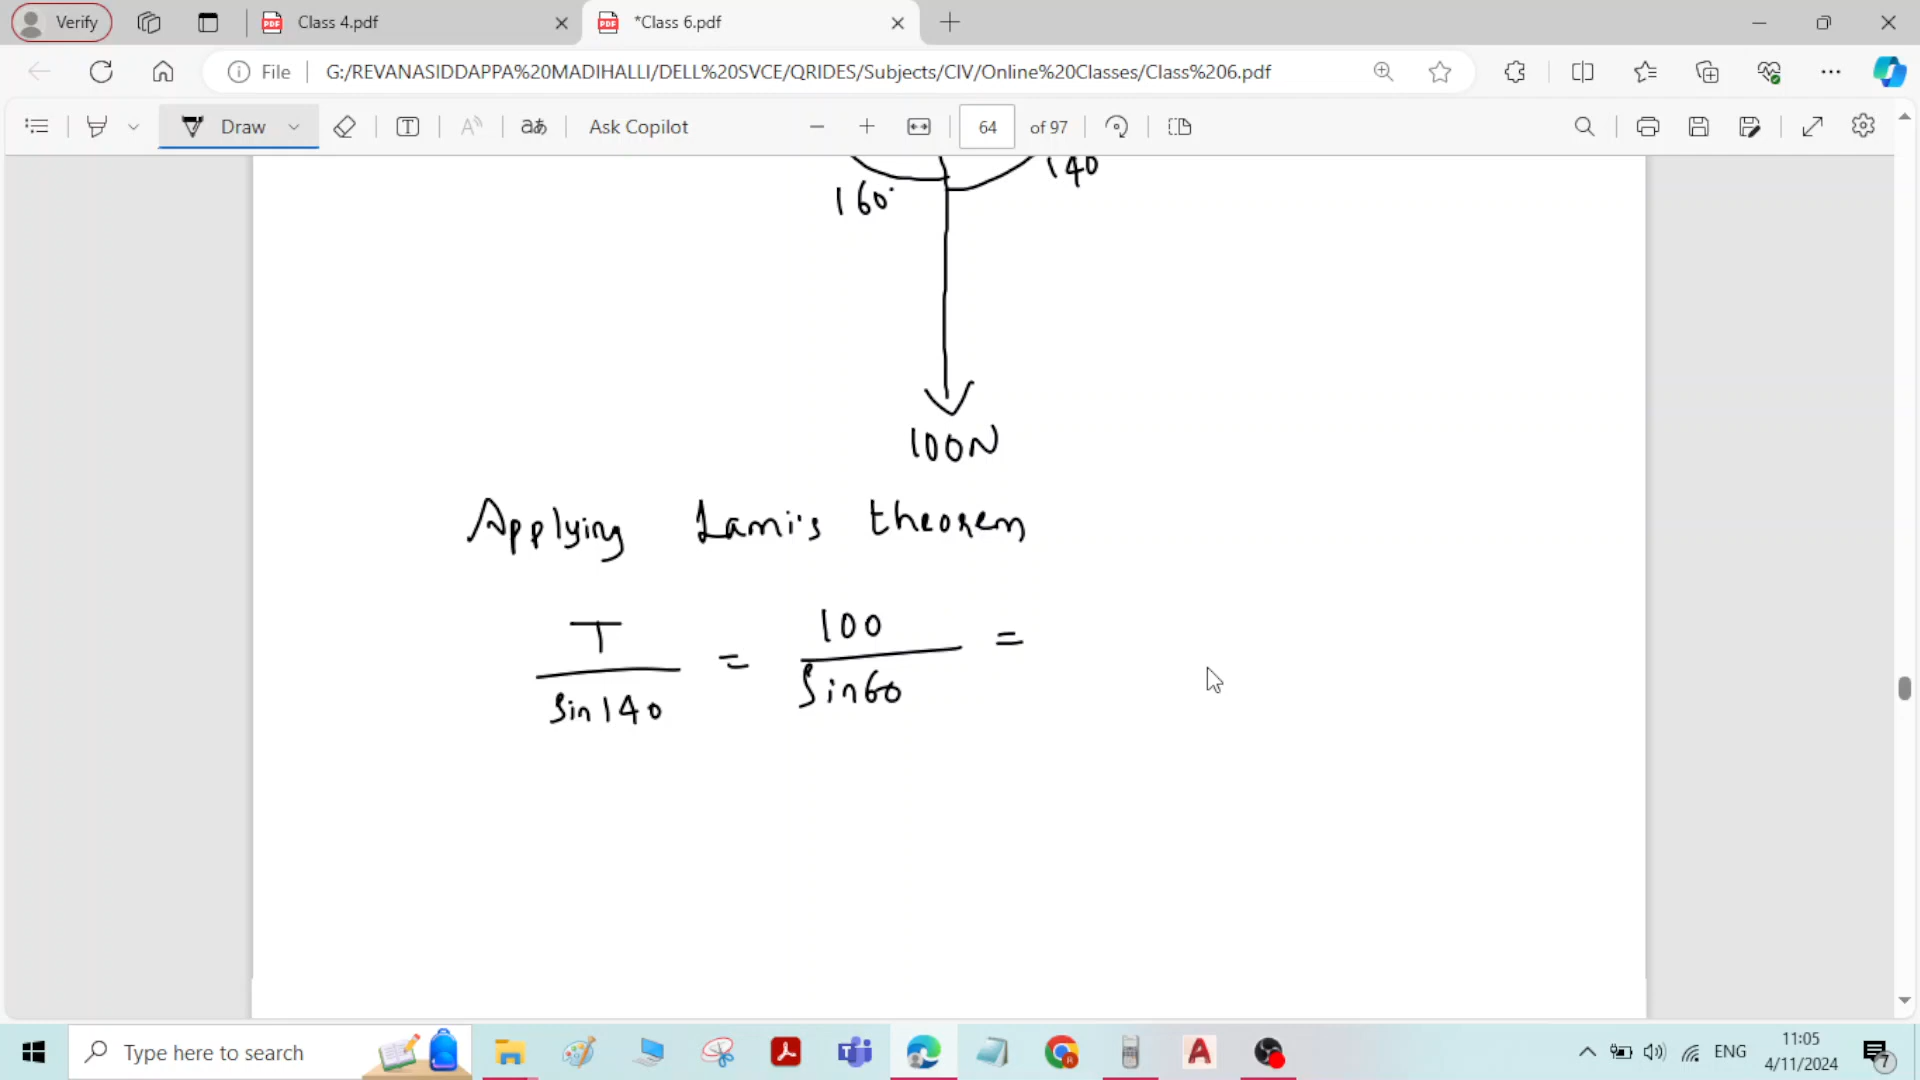 Verify
Class 4.pdf
*Class 6.pdf
File
G:/REVANASIDDAPPA%20MADIHALLI/DELL%20SVCE/QRIDES/Subjects/CIV/Online%20Classes/Class%206.pdf
Draw
Ask Copilot
64
of 97
160°
140
100N
Applying Lami's theorem
T = 100 =
Sin140 Sin60
Type here to search
ENG
11:05
4/11/2024
7